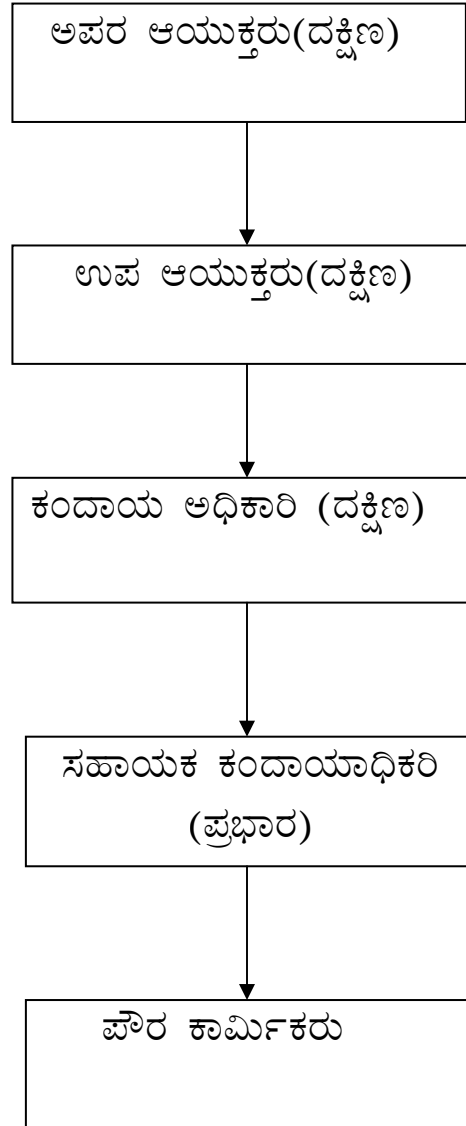 ಅಪರ ಆಯುಕ್ತರು(ದಕ್ಷಿಣ)
ಉಪ ಆಯುಕ್ತರು(ದಕ್ಷಿಣ)
ಕಂದಾಯ ಅಧಿಕಾರಿ (ದಕ್ಷಿಣ)
ಸಹಾಯಕ ಕಂದಾಯಾಧಿಕರಿ
(ಪ್ರಭಾರ)
ಪೌರ ಕಾರ್ಮಿಕರು